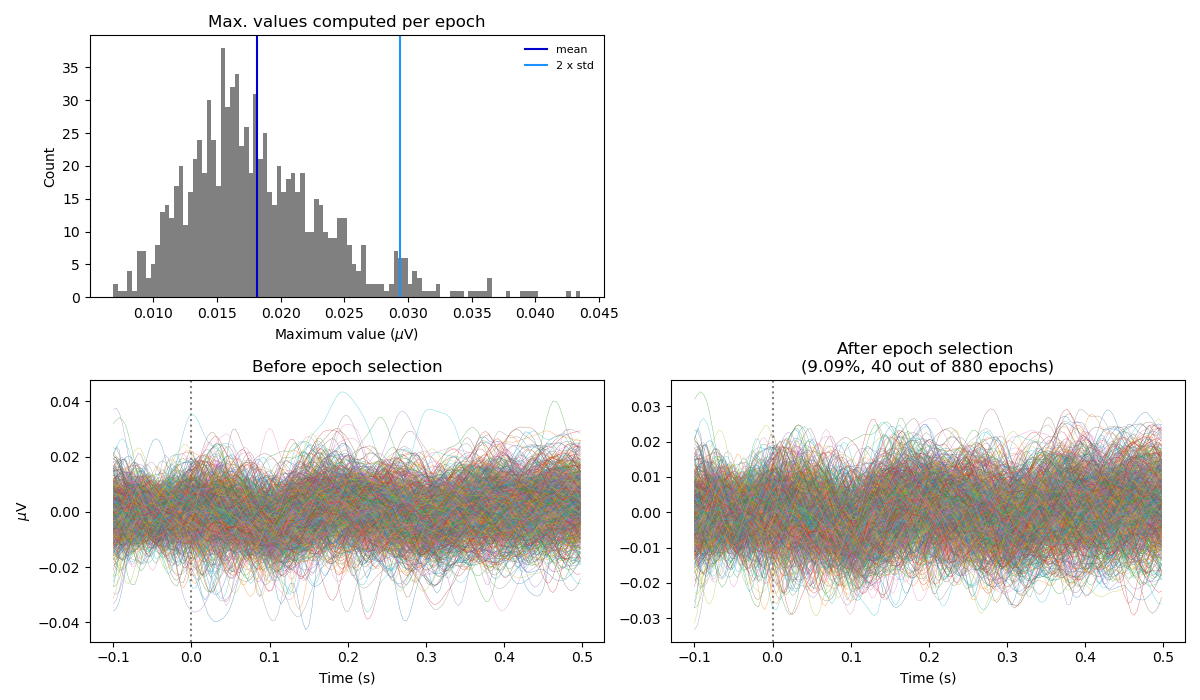 Max. values computed per epoch
mean
2 x std
Count
35
30
25
20
15
10
5
0
0.010 0.015 0.020 0.025 0.030 0.035 0.040 0.045
Maximum value (μV)
Before epoch selection
μV
0.04
0.02
0.00
−0.02
−0.04
−0.1 0.0 0.1 0.2 0.3 0.4 0.5
Time (s)
After epoch selection
(9.09%, 40 out of 880 epochs)
0.03
0.02
0.01
0.00
−0.01
−0.02
−0.03
−0.1 0.0 0.1 0.2 0.3 0.4 0.5
Time (s)